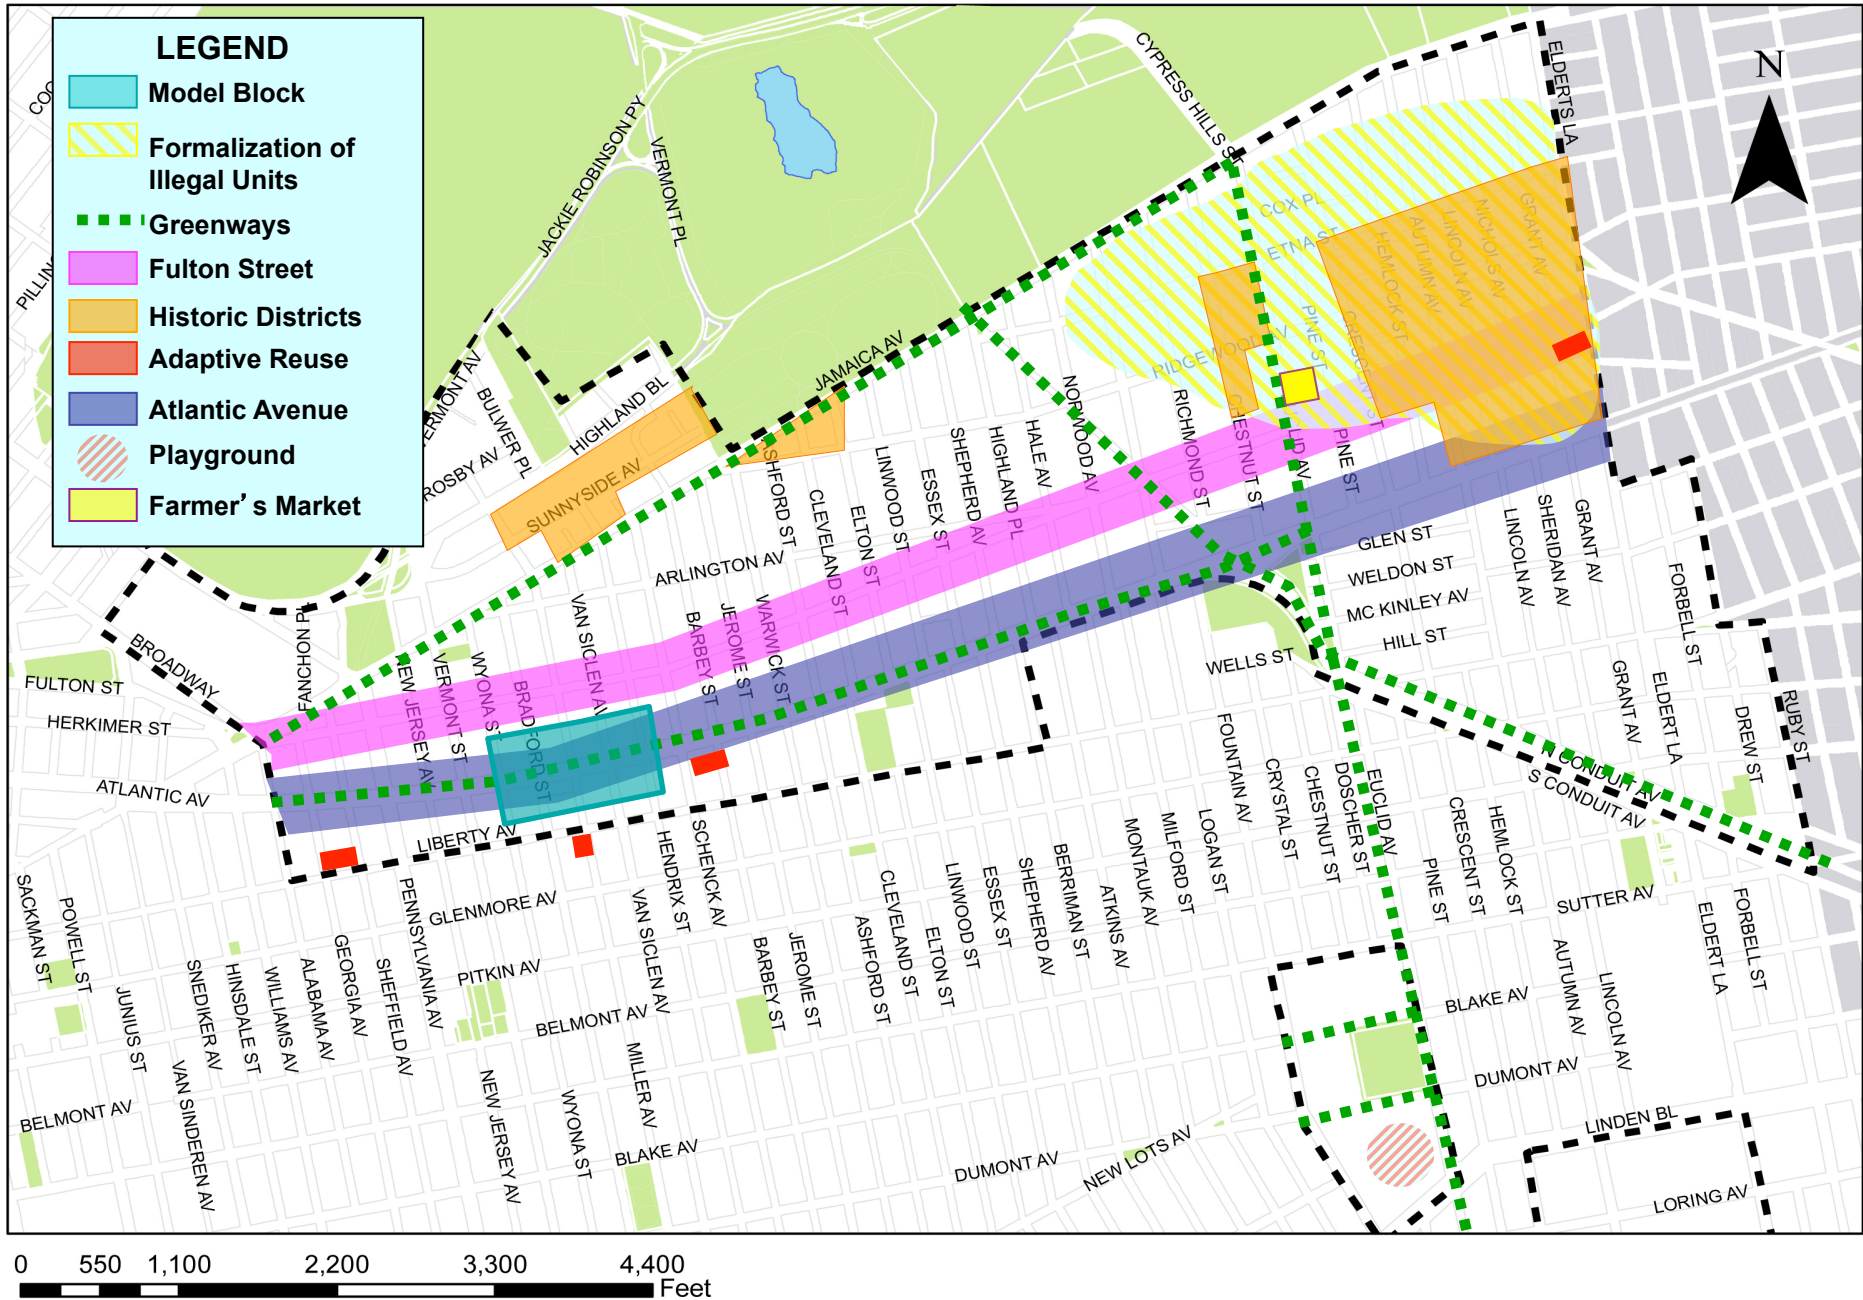 LEGEND
Model Block
Formalization of
Illegal Units
Greenways
Fulton Street
Historic Districts
Adaptive Reuse
Atlantic Avenue
Playground
Farmer's Market
N
JACKIE ROBINSON PY
VERMONT PL
CYPRESS HILLS ST
ELDERTS LA
COX PL
ETNA ST
HEMLOCK ST
AUTUMN AV
LINCOLN AV
NICHOLS AV
GRANT AV
PINE ST
CRESCENT ST
RIDGEWOOD AV
JAMAICA AV
BULWER PL
HIGHLAND BL
SUNNYSIDE AV
NORWOOD AV
RICHMOND ST
CHESTNUT ST
PINE ST
ASHFORD ST
CLEVELAND ST
ELTON ST
LINWOOD ST
ESSEX ST
SHEPHERD AV
HIGHLAND PL
HALE AV
ARLINGTON AV
GLEN ST
WELDON ST
MC KINLEY AV
HILL ST
WELLS ST
LINCOLN AV
SHERIDAN AV
GRANT AV
FORBELL ST
BROADWAY
FANCHON PL
FULTON ST
HERKIMER ST
ATLANTIC AV
NEW JERSEY AV
VERMONT ST
WYONA ST
BRADFORD ST
VAN SICLEN AV
BARBEY ST
JEROME ST
WARWICK ST
LIBERTY AV
GRANT AV
ELDERT LA
DREW ST
RUBY ST
N CONDUIT AV
S CONDUIT AV
FOUNTAIN AV
CRYSTAL ST
CHESTNUT ST
DOSCHER ST
EUCLID AV
PINE ST
CRESCENT ST
HEMLOCK ST
SUTTER AV
ELDERT LA
FORBELL ST
SACKMAN ST
POWELL ST
JUNIUS ST
VAN SINDEREN AV
SNEDIKER AV
HINSDALE ST
WILLIAMS AV
ALABAMA AV
GEORGIA AV
SHEFFIELD AV
PENNSYLVANIA AV
GLENMORE AV
PITKIN AV
BELMONT AV
NEW JERSEY AV
WYONA ST
MILLER AV
VAN SICLEN AV
HENDRIX ST
SCHENCK AV
BARBEY ST
JEROME ST
ASHFORD ST
CLEVELAND ST
ELTON ST
LINWOOD ST
ESSEX ST
SHEPHERD AV
BERRIMAN ST
ATKINS AV
MONTAUK AV
MILFORD ST
LOGAN ST
AUTUMN AV
LINCOLN AV
BLAKE AV
DUMONT AV
LINDEN BL
LORING AV
BELMONT AV
BLAKE AV
DUMONT AV
NEW LOTS AV
0 550 1,100 2,200 3,300 4,400
Feet